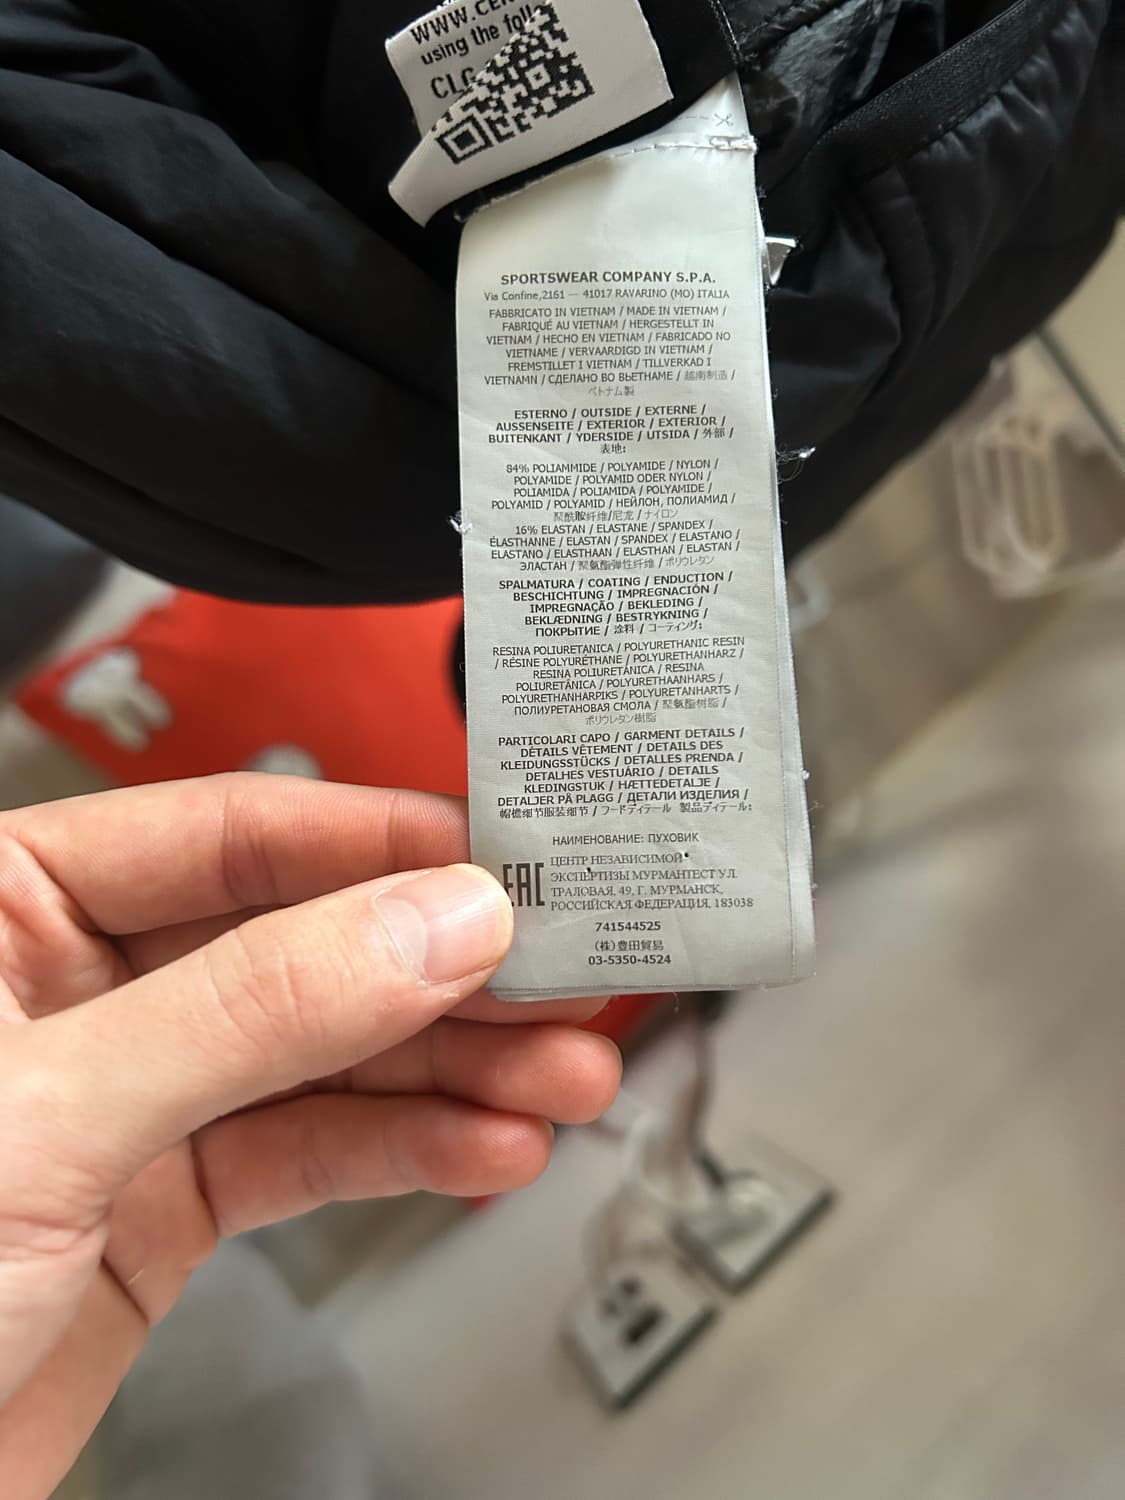 using the
SPORTSWEAR COMPANY S.P.A.
Via Confine,2161 — 41017 RAVARINO (MO) ITALIA
FABBRICATO IN VIETNAM / MADE IN VIETNAM /
FABRIQUÉ AU VIETNAM / HERGESTELLT IN
VIETNAM / HECHO EN VIETNAM / FABRICADO NO
VIETNAME / VERVAARDIGD IN VIETNAM /
FREMSTILLET I VIETNAM / TILLVERKAD I
VIETNAMN / СДЕЛАНО ВО ВЬЕТНАМЕ / 越南制造 /
ベトナム製
ESTERNO / OUTSIDE / EXTERNE /
AUSSENSEITE / EXTERIOR / EXTERIOR /
BUITENKANT / YDERSIDE / UTSIDA / 外部 /
表地:
84% POLIAMMIDE / POLYAMIDE / NYLON /
POLYAMIDE / POLYAMID ODER NYLON /
POLIAMIDA / POLIAMIDA / POLYAMIDE /
POLYAMID / POLYAMID / НЕЙЛОН, ПОЛИАМИД /
聚酰胺纤维/尼龙 / ナイロン
16% ELASTAN / ELASTANE / SPANDEX /
ÉLASTHANNE / ELASTAN / SPANDEX / ELASTANO /
ELASTANO / ELASTHAAN / ELASTHAN / ELASTAN /
ЭЛАСТАН / 聚氨酯弹性纤维 / ポリウレタン
SPALMATURA / COATING / ENDUCTION /
BESCHICHTUNG / IMPREGNACIÓN /
IMPREGNAÇÃO / BEKLEDING /
BEKLÆDNING / BESTRYKNING /
ПОКРЫТИЕ / 涂料 / コーティング:
RESINA POLIURETANICA / POLYURETHANIC RESIN
/ RÉSINE POLYURÉTHANE / POLYURETHANHARZ /
RESINA POLIURETÁNICA / RESINA
POLIURETÂNICA / POLYURETHAANHARS /
POLYURETHANHARPIKS / POLYURETANHARTS /
ПОЛИУРЕТАНОВАЯ СМОЛА / 聚氨酯树脂 /
ポリウレタン樹脂
PARTICOLARI CAPO / GARMENT DETAILS /
DÉTAILS VÊTEMENT / DETAILS DES
KLEIDUNGSSTÜCKS / DETALLES PRENDA /
DETALHES VESTUÁRIO / DETAILS
KLEDINGSTUK / HÆTTEDETALJE /
DETALJER PÅ PLAGG / ДЕТАЛИ ИЗДЕЛИЯ /
帽檐细节服装细节 / フードディテール 製品ディテール:
НАИМЕНОВАНИЕ: ПУХОВИК
EAC
ЦЕНТР НЕЗАВИСИМОЙ
ЭКСПЕРТИЗЫ МУРМАНТЕСТ УЛ.
ТРАЛОВАЯ, 49, Г. МУРМАНСК,
РОССИЙСКАЯ ФЕДЕРАЦИЯ, 183038
741544525
(株)豊田貿易
03-5350-4524